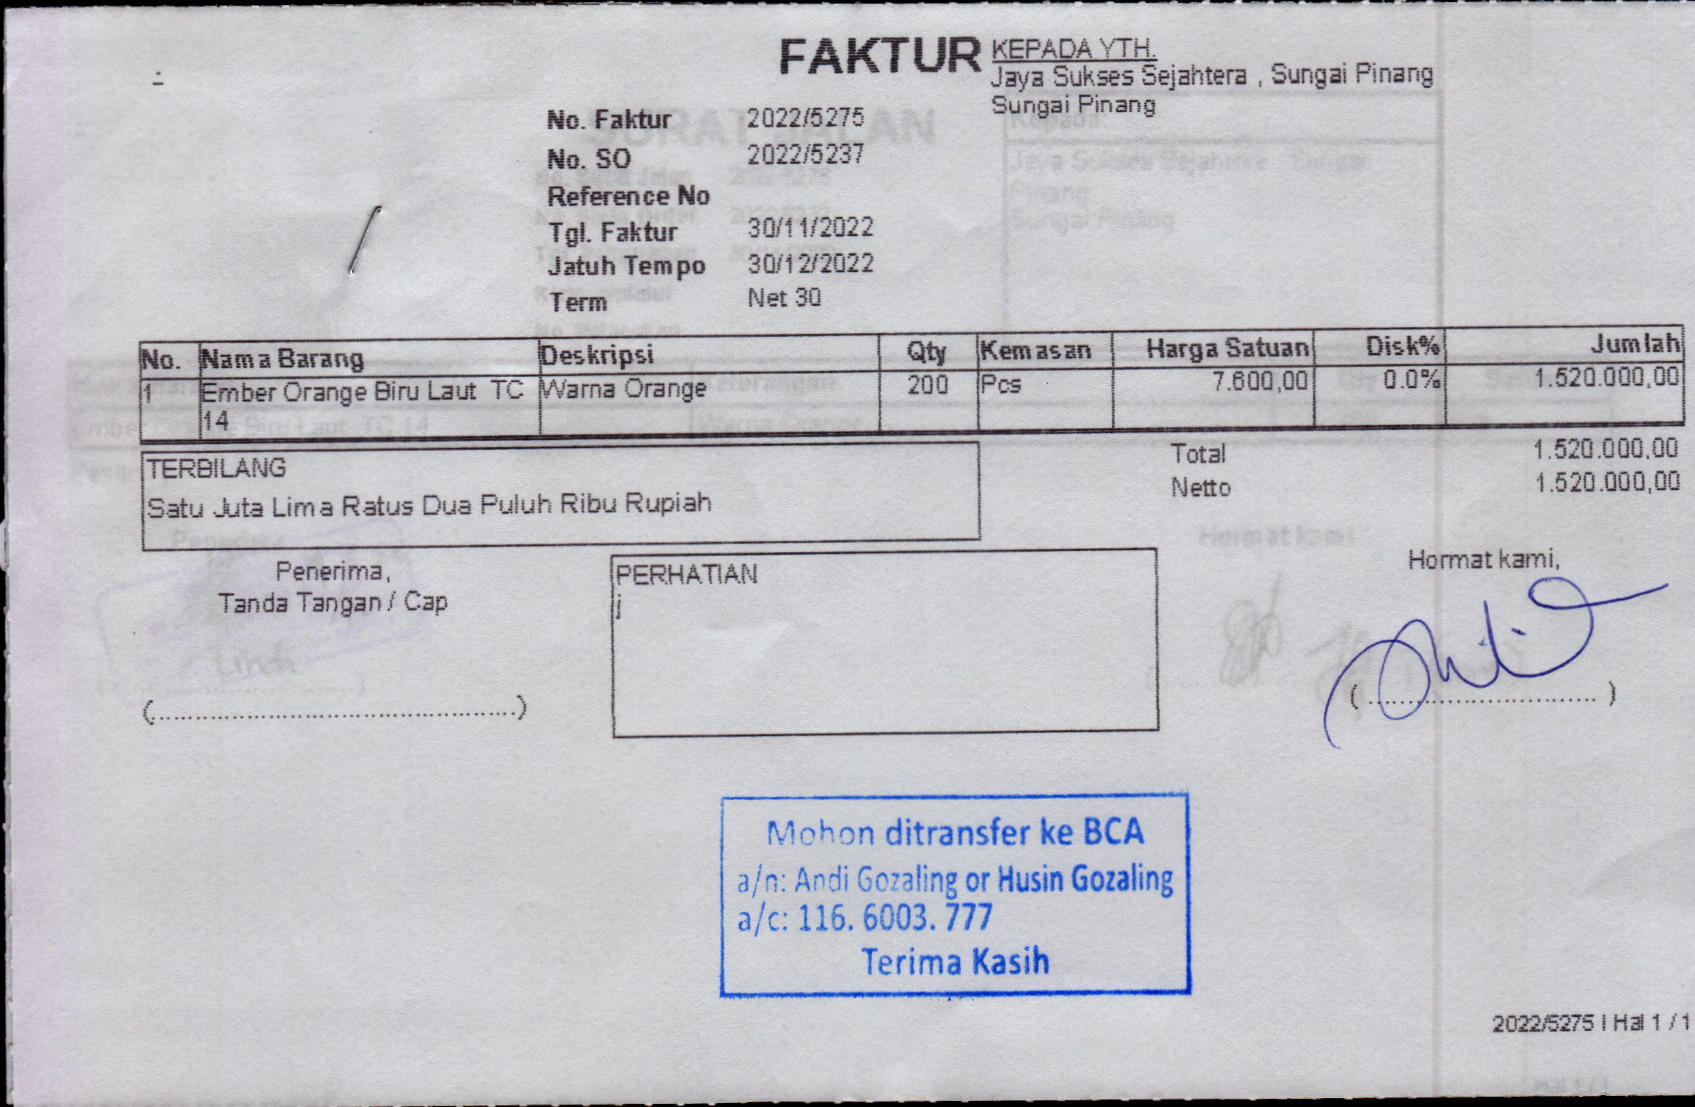 FAKTUR
KEPADA YTH.
Jaya Sukses Sejahtera , Sungai Pinang
Sungai Pinang
No. Faktur 2022/5275
No. SO 2022/5237
Reference No
Tgl. Faktur 30/11/2022
Jatuh Tempo 30/12/2022
Term Net 30
No. Nama Barang Deskripsi Qty Kemasan Harga Satuan Disk% Jumlah
1 Ember Orange Biru Laut TC Warna Orange 200 Pcs 7.600,00 0.0% 1.520.000,00
14
Total 1.520.000,00
Netto 1.520.000,00
TERBILANG
Satu Juta Lima Ratus Dua Puluh Ribu Rupiah
Penerima,
Tanda Tangan / Cap
(..............................................)
PERHATIAN
j
Hormat kami,
(..............................)
Mohon ditransfer ke BCA
a/n: Andi Gozaling or Husin Gozaling
a/c: 116. 6003. 777
Terima Kasih
2022/5275 | Hal 1 / 1